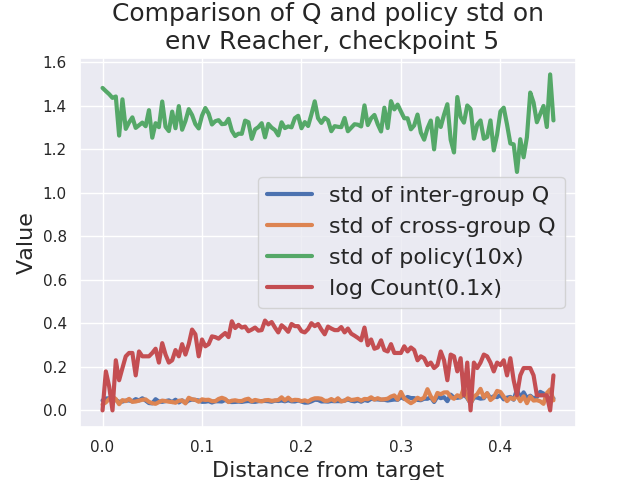 Comparison of Q and policy std on
env Reacher, checkpoint 5
1.6
1.4
1.2
1.0
0.8
0.6
0.4
0.2
0.0
Value
std of inter-group Q
std of cross-group Q
std of policy(10x)
log Count(0.1x)
0.0 0.1 0.2 0.3 0.4
Distance from target